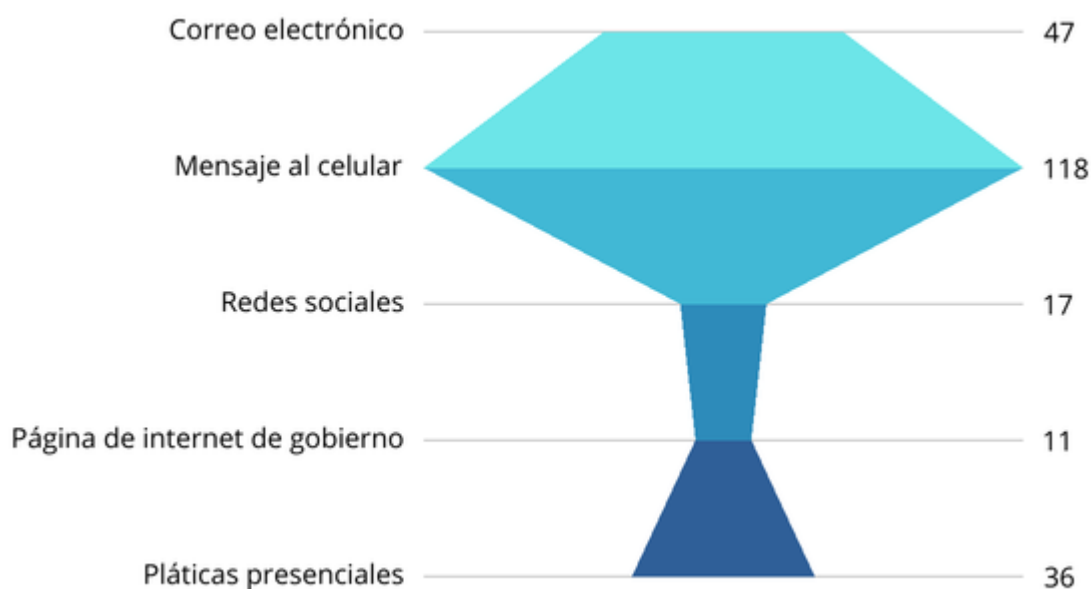 Correo electrónico 47
Mensaje al celular 118
Redes sociales 17
Página de internet de gobierno 11
Pláticas presenciales 36